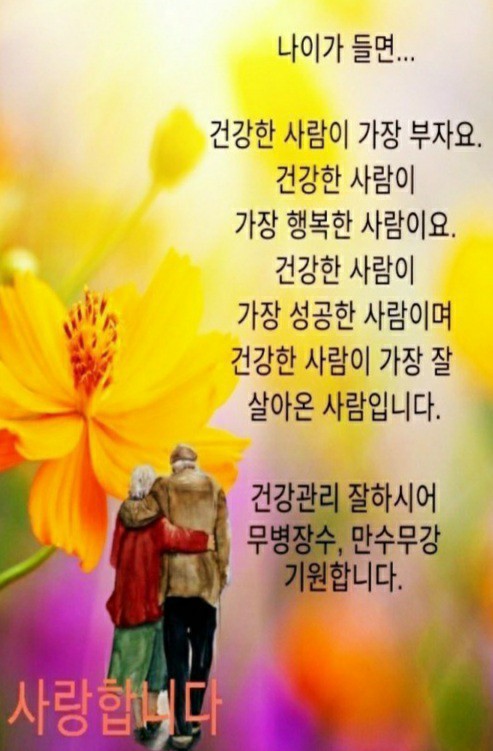 나이가 들면...
건강한 사람이 가장 부자요.
건강한 사람이
가장 행복한 사람이요.
건강한 사람이
가장 성공한 사람이며
건강한 사람이 가장 잘
살아온 사람입니다.
건강관리 잘하시어
무병장수, 만수무강
기원합니다.
사랑합니다